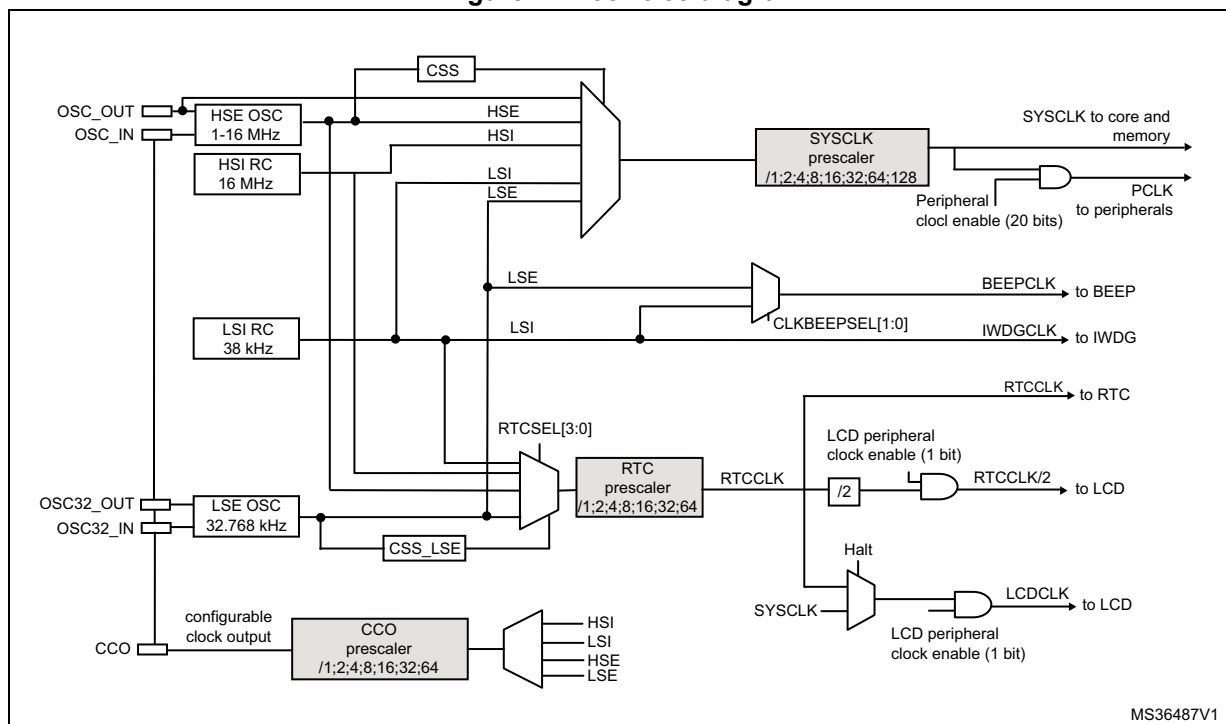 CSS
OSC_OUT
OSC_IN
HSE OSC
1-16 MHz
HSI RC
16 MHz
HSE
HSI
LSI
LSE
SYSCLK
prescaler
/1;2;4;8;16;32;64;128
SYSCLK to core and
memory
PCLK
to peripherals
Peripheral
clocl enable (20 bits)
LSE
BEEPCLK
to BEEP
CLKBEEPSEL[1:0]
LSI RC
38 kHz
LSI
IWDGCLK
to IWDG
RTCCLK
to RTC
RTCSEL[3:0]
LCD peripheral
clock enable (1 bit)
RTC
prescaler
/1;2;4;8;16;32;64
RTCCLK
/2
RTCCLK/2
to LCD
OSC32_OUT
OSC32_IN
LSE OSC
32.768 kHz
CSS_LSE
Halt
SYSCLK
LCDCLK
to LCD
LCD peripheral
clock enable (1 bit)
CCO
configurable
clock output
CCO
prescaler
/1;2;4;8;16;32;64
HSI
LSI
HSE
LSE
MS36487V1